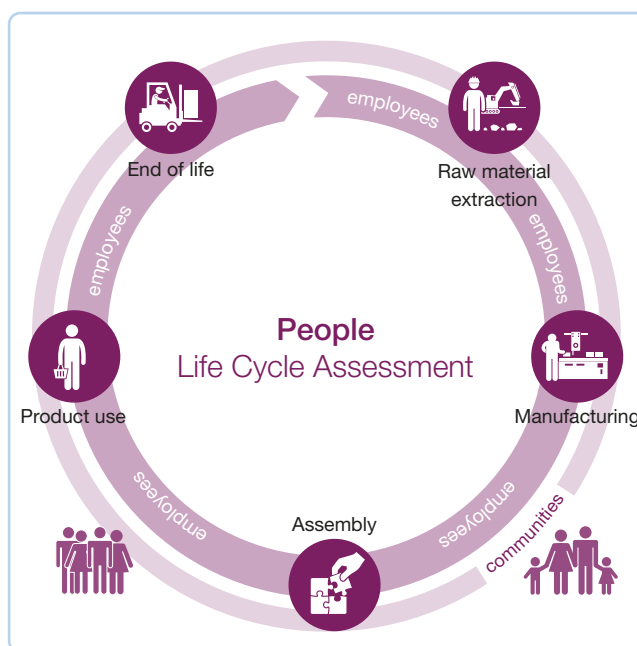 employees
End of life
Raw material
extraction
employees
employees
People
Life Cycle Assessment
Product use
Manufacturing
employees
employees
Assembly
communities